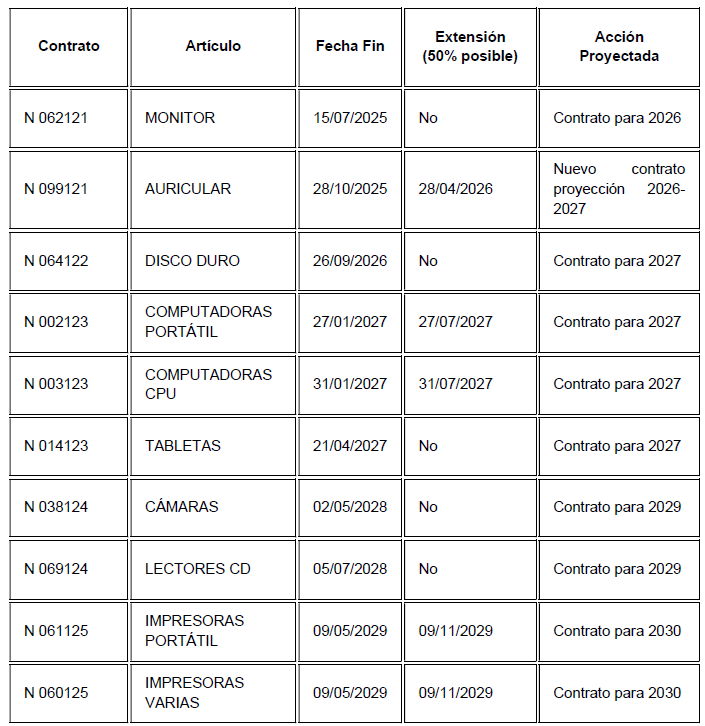 Contrato Artículo Fecha Fin Extensión (50% posible) Acción Proyectada
N 062121 MONITOR 15/07/2025 No Contrato para 2026
N 099121 AURICULAR 28/10/2025 28/04/2026 Nuevo contrato proyección 2026-2027
N 064122 DISCO DURO 26/09/2026 No Contrato para 2027
N 002123 COMPUTADORAS PORTÁTIL 27/01/2027 27/07/2027 Contrato para 2027
N 003123 COMPUTADORAS CPU 31/01/2027 31/07/2027 Contrato para 2027
N 014123 TABLETAS 21/04/2027 No Contrato para 2027
N 038124 CÁMARAS 02/05/2028 No Contrato para 2029
N 069124 LECTORES CD 05/07/2028 No Contrato para 2029
N 061125 IMPRESORAS PORTÁTIL 09/05/2029 09/11/2029 Contrato para 2030
N 060125 IMPRESORAS VARIAS 09/05/2029 09/11/2029 Contrato para 2030